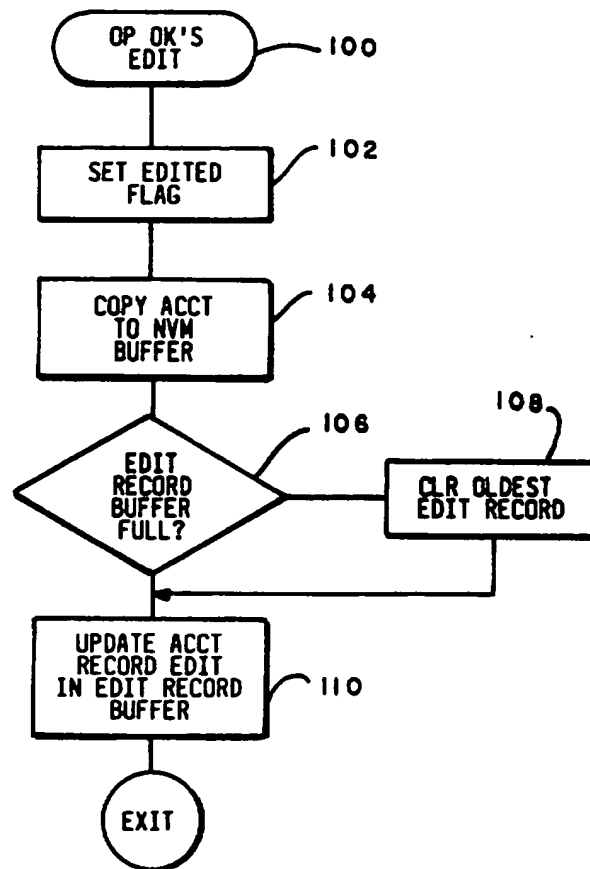 OP OK'S
EDIT
100
SET EDITED
FLAG
102
COPY ACCT
TO NVM
BUFFER
104
EDIT
RECORD
BUFFER
FULL?
106
CLR OLDEST
EDIT RECORD
108
UPDATE ACCT
RECORD EDIT
IN EDIT RECORD
BUFFER
110
EXIT